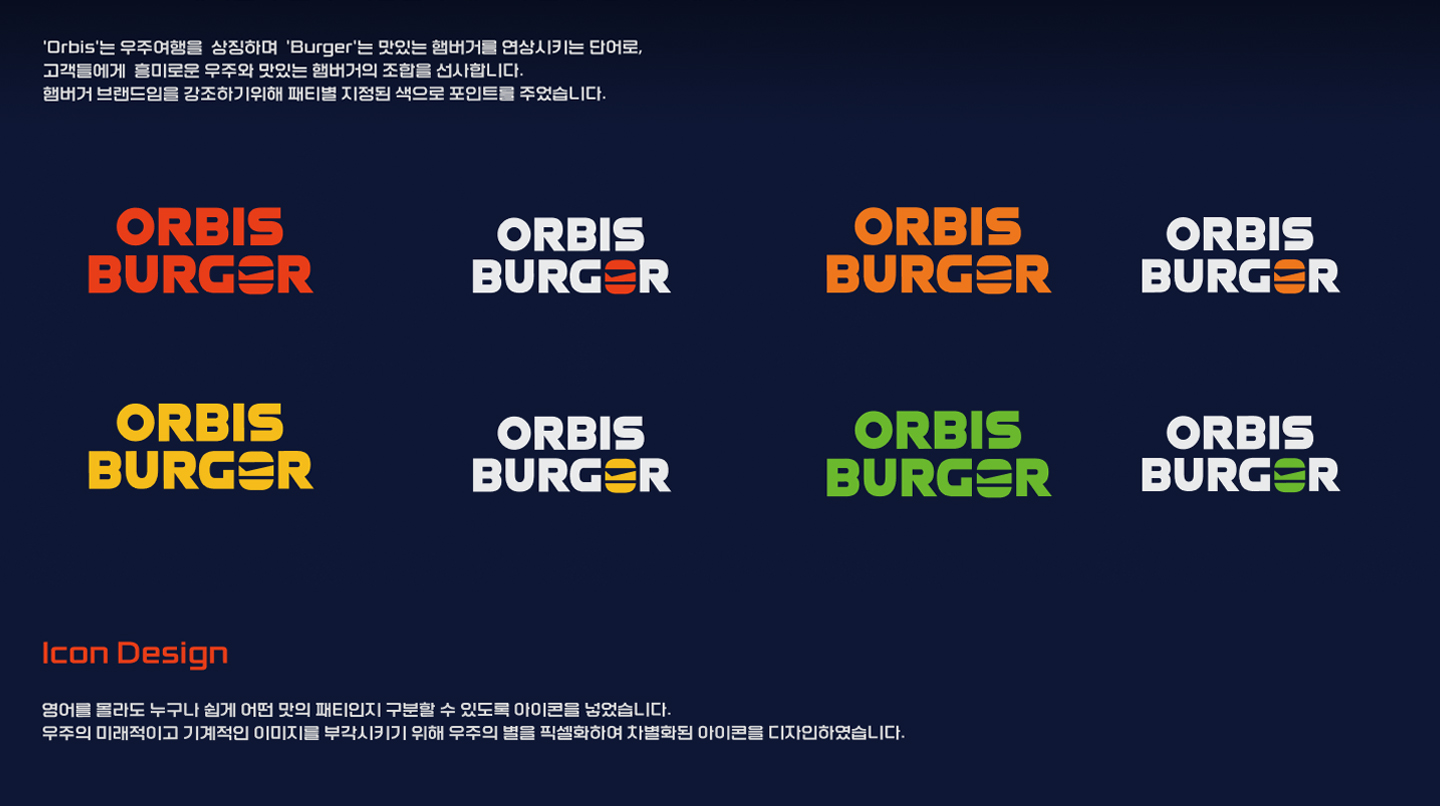 'Orbis'는 우주여행을 상징하며 'Burger'는 맛있는 햄버거를 연상시키는 단어로,
고객들에게 흥미로운 우주와 맛있는 햄버거의 조합을 선사합니다.
햄버거 브랜드임을 강조하기위해 패티별 지정된 색으로 포인트를 주었습니다.
ORBIS
BURGER
ORBIS
BURGER
ORBIS
BURGER
ORBIS
BURGER
ORBIS
BURGER
ORBIS
BURGER
ORBIS
BURGER
ORBIS
BURGER
Icon Design
영어를 몰라도 누구나 쉽게 어떤 맛의 패티인지 구분할 수 있도록 아이콘을 넣었습니다.
우주의 미래적이고 기계적인 이미지를 부각시키기 위해 우주의 별을 픽셀화하여 차별화된 아이콘을 디자인하였습니다.